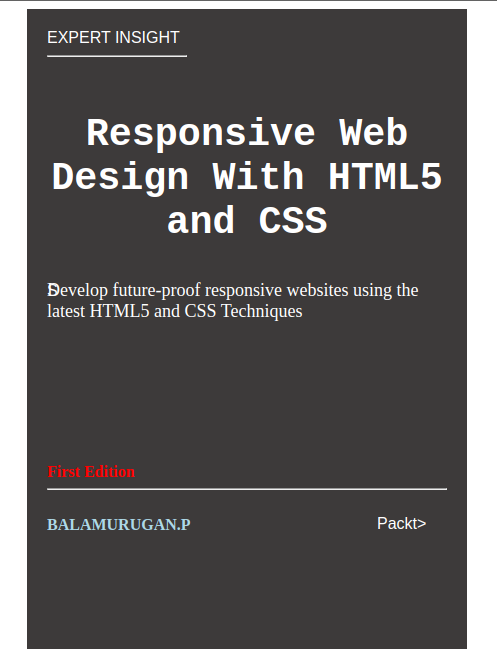 EXPERT INSIGHT
Responsive Web
Design With HTML5
and CSS
Develop future-proof responsive websites using the
latest HTML5 and CSS Techniques
First Edition
BALAMURUGAN.P
Packt>